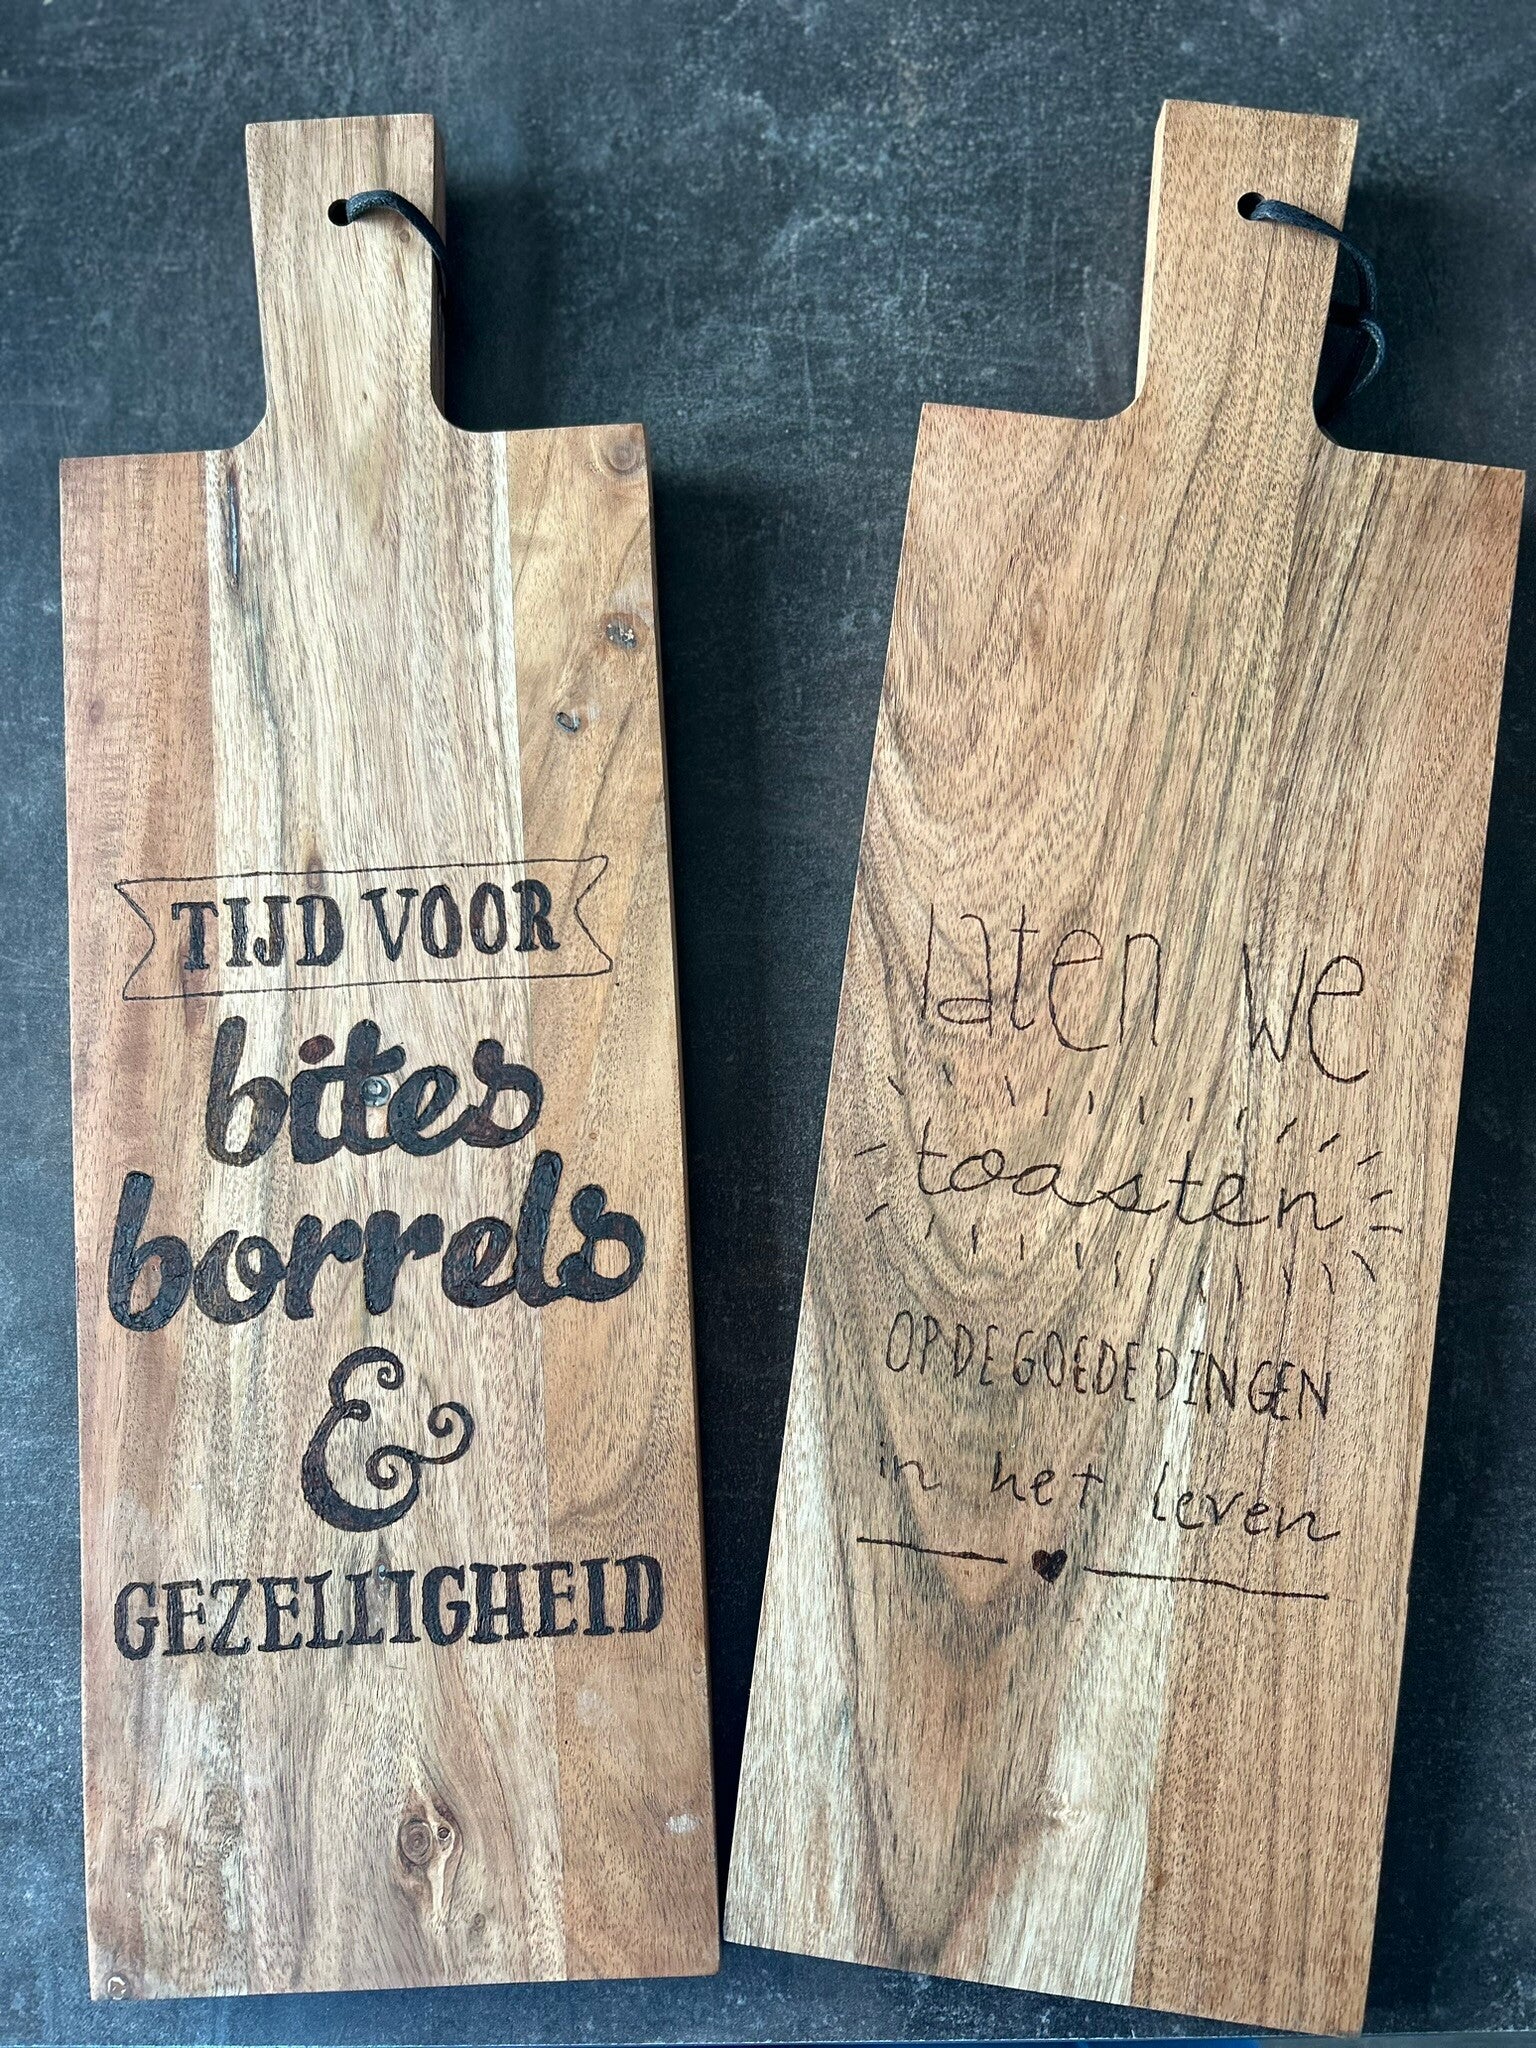 TIJD VOOR
bites
borrels
&
GEZELLIGHEID
laten we
toasten
OP DE GOEDE DINGEN
in het leven